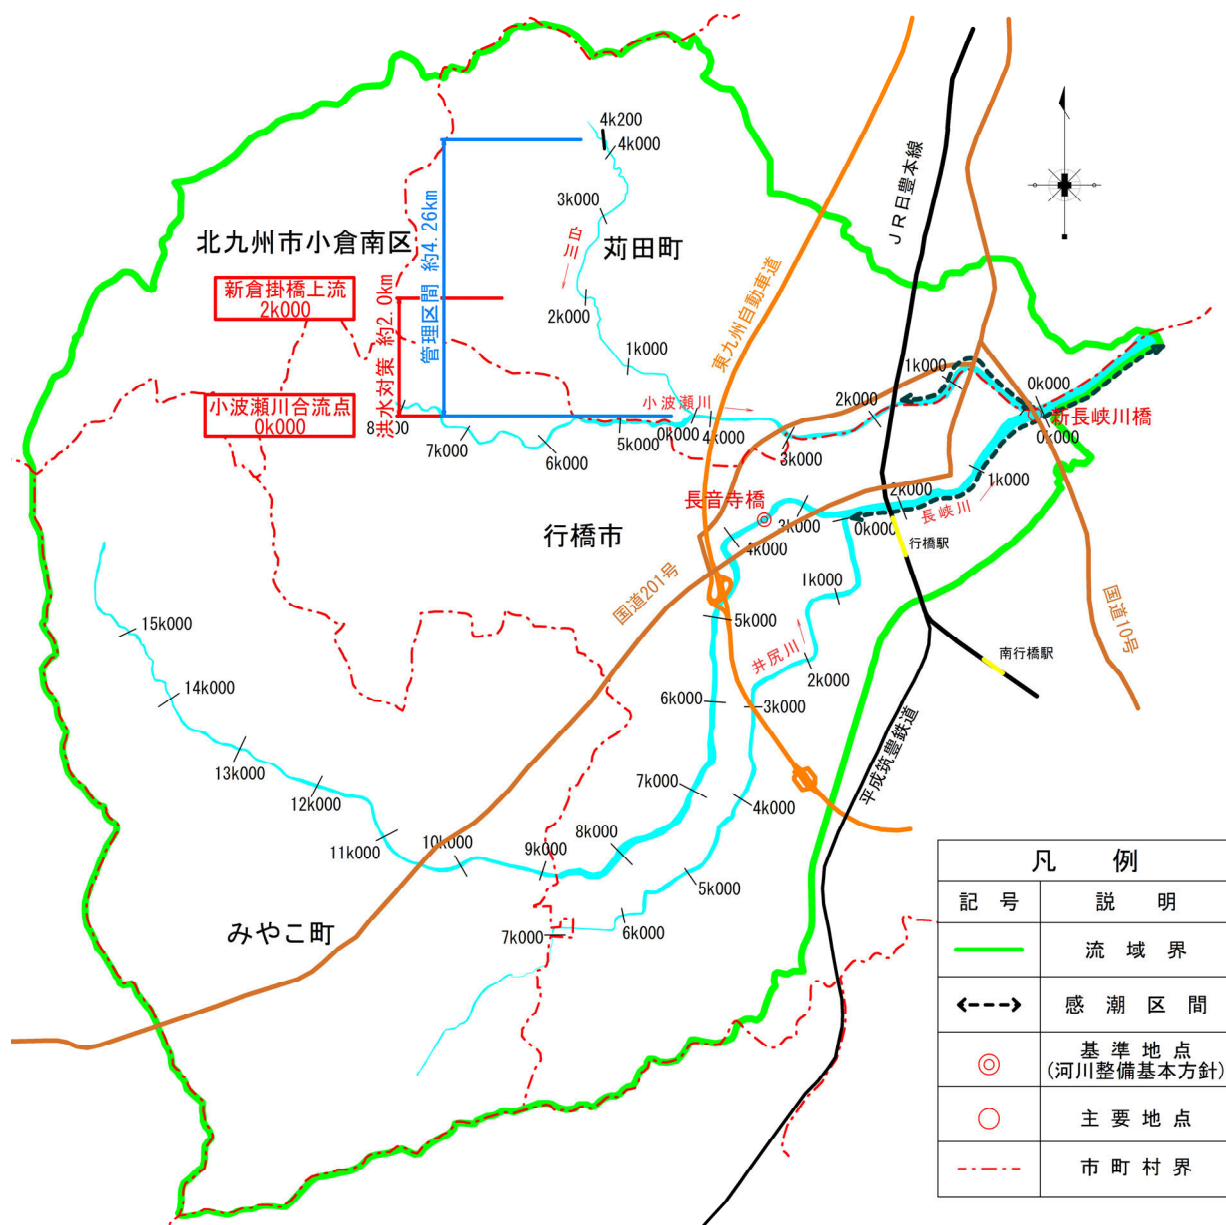 4k200
4k000
3k000
白川
2k000
1k000
0k000
北九州市小倉南区
苅田町
新倉掛橋上流
2k000
小波瀬川合流点
0k000
洪水対策 約2.0km
管理区間 約4.26km
東九州自動車道
JR日豊本線
小波瀬川
7k000
6k000
5k000
4k000
3k000
2k000
1k000
0k000
新長峡川橋
0k000
1k000
長峡川
2k000
0k000
3k000
長音寺橋
4k000
行橋駅
行橋市
国道201号
国道10号
5k000
1k000
井尻川
2k000
南行橋駅
6k000
3k000
平成筑豊鉄道
7k000
4k000
8k000
5k000
9k000
10k000
11k000
12k000
13k000
14k000
15k000
6k000
7k000
みやこ町
凡 例
記 号 説 明
流 域 界
感 潮 区 間
基 準 地 点
(河川整備基本方針)
主 要 地 点
市 町 村 界